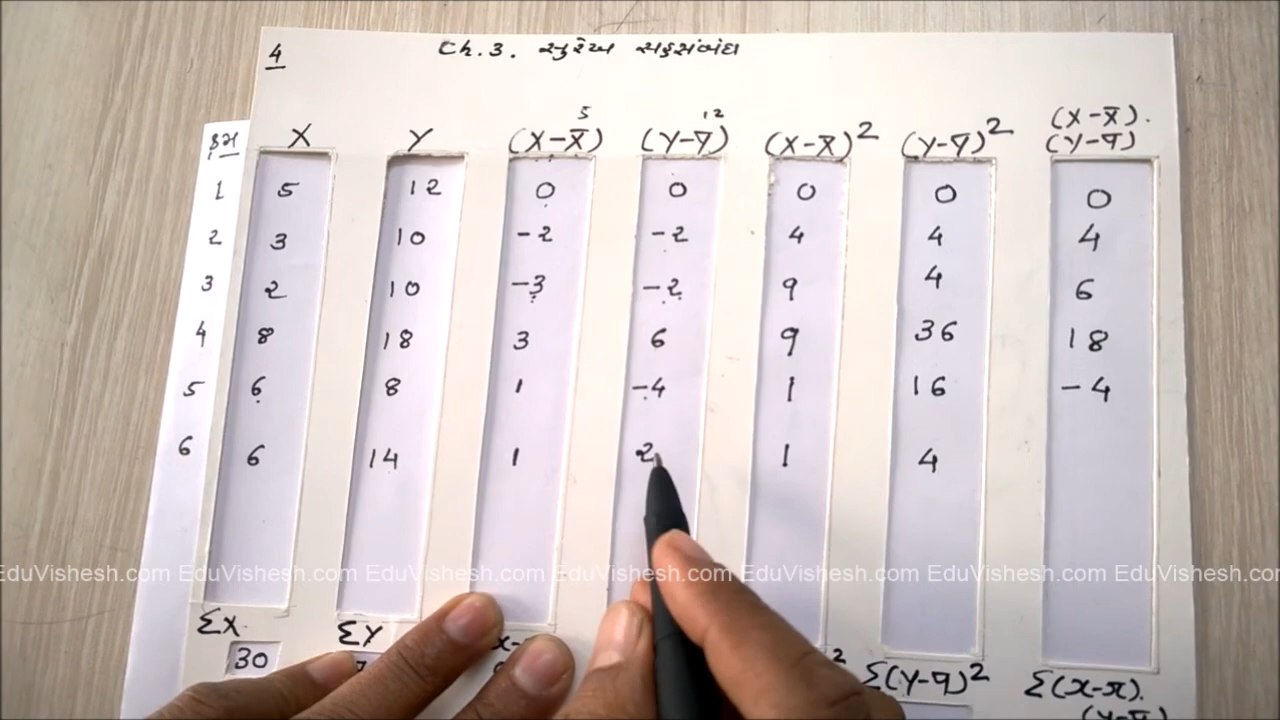 4 Ch. 3. સુરેખ સહસંબંધ
5 12
ક્રમ X Y (X-X̄) (Y-Ȳ) (X-X̄)² (Y-Ȳ)² (X-X̄). (Y-Ȳ)
1 5 12 0 0 0 0 0
2 3 10 -2 -2 4 4 4
3 2 10 -3 -2 9 4 6
4 8 18 3 6 9 36 18
5 6 8 1 -4 1 16 -4
6 6 14 1 2 1 4
EduVishesh.com EduVishesh.com EduVishesh.com EduVishesh.com EduVishesh.com EduVishesh.com
ΣX ΣY Σ(Y-Ȳ)² Σ(X-X̄).
30 (Y-Ȳ)